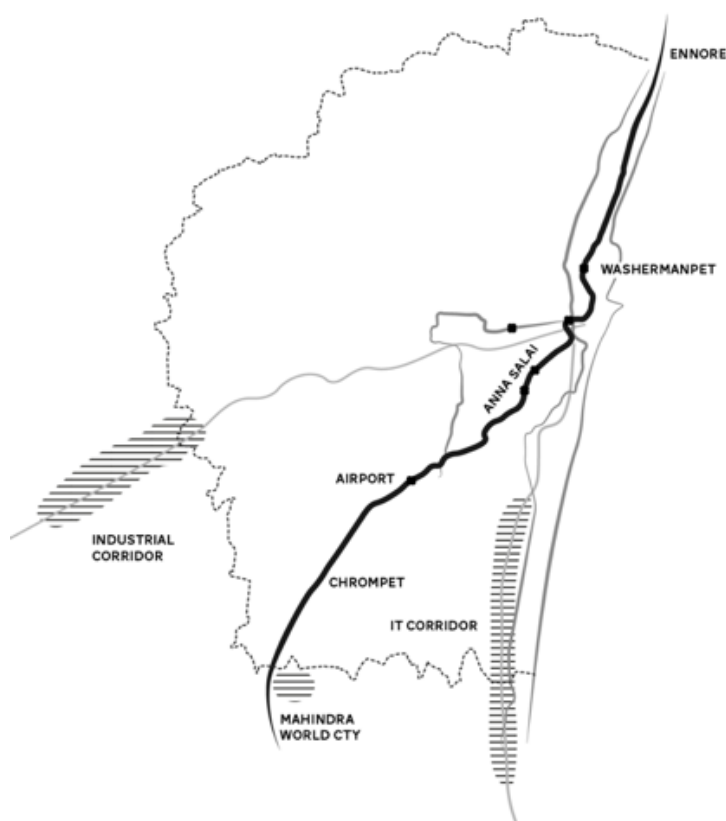 ENNORE
WASHERMANPET
ANNA SALAI
AIRPORT
INDUSTRIAL
CORRIDOR
CHROMPET
IT CORRIDOR
MAHINDRA
WORLD CTY